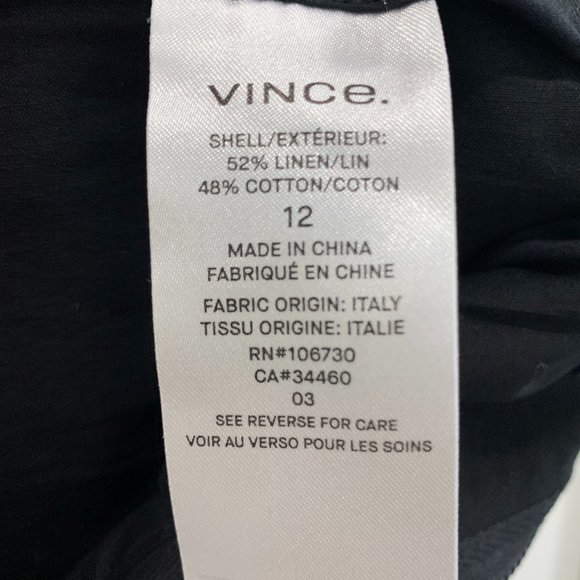 VINCe.
SHELL/EXTÉRIEUR:
52% LINEN/LIN
48% COTTON/COTON
12
MADE IN CHINA
FABRIQUÉ EN CHINE
FABRIC ORIGIN: ITALY
TISSU ORIGINE: ITALIE
RN#106730
CA#34460
03
SEE REVERSE FOR CARE
VOIR AU VERSO POUR LES SOINS